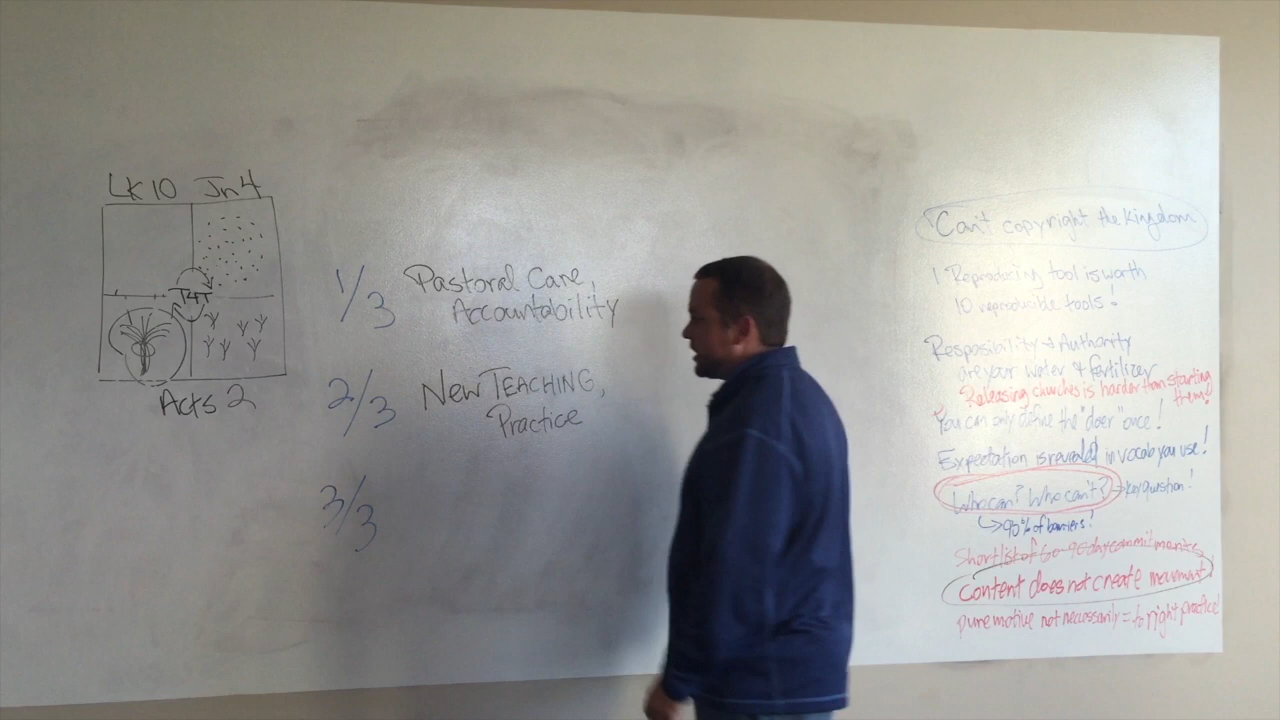 Lk 10 Jn 4
T4T
Acts 2
1/3 Pastoral Care,
Accountability
2/3 New TEACHING,
Practice
3/3
Can't copyright the Kingdom
1 Reproducing tool is worth
10 reproducible tools!
Resposibility + Authority
are your water + fertilizer
Releasing churches is harder than starting
them!
You can only define the "doer" once!
Expectation is revealed in vocab you use!
Who can? Who can't? → key question!
↳ 90% of barriers!
Shortlist of 60-90 day commitments
Content does not create movement!
pure motive not necessarily = to right practice!